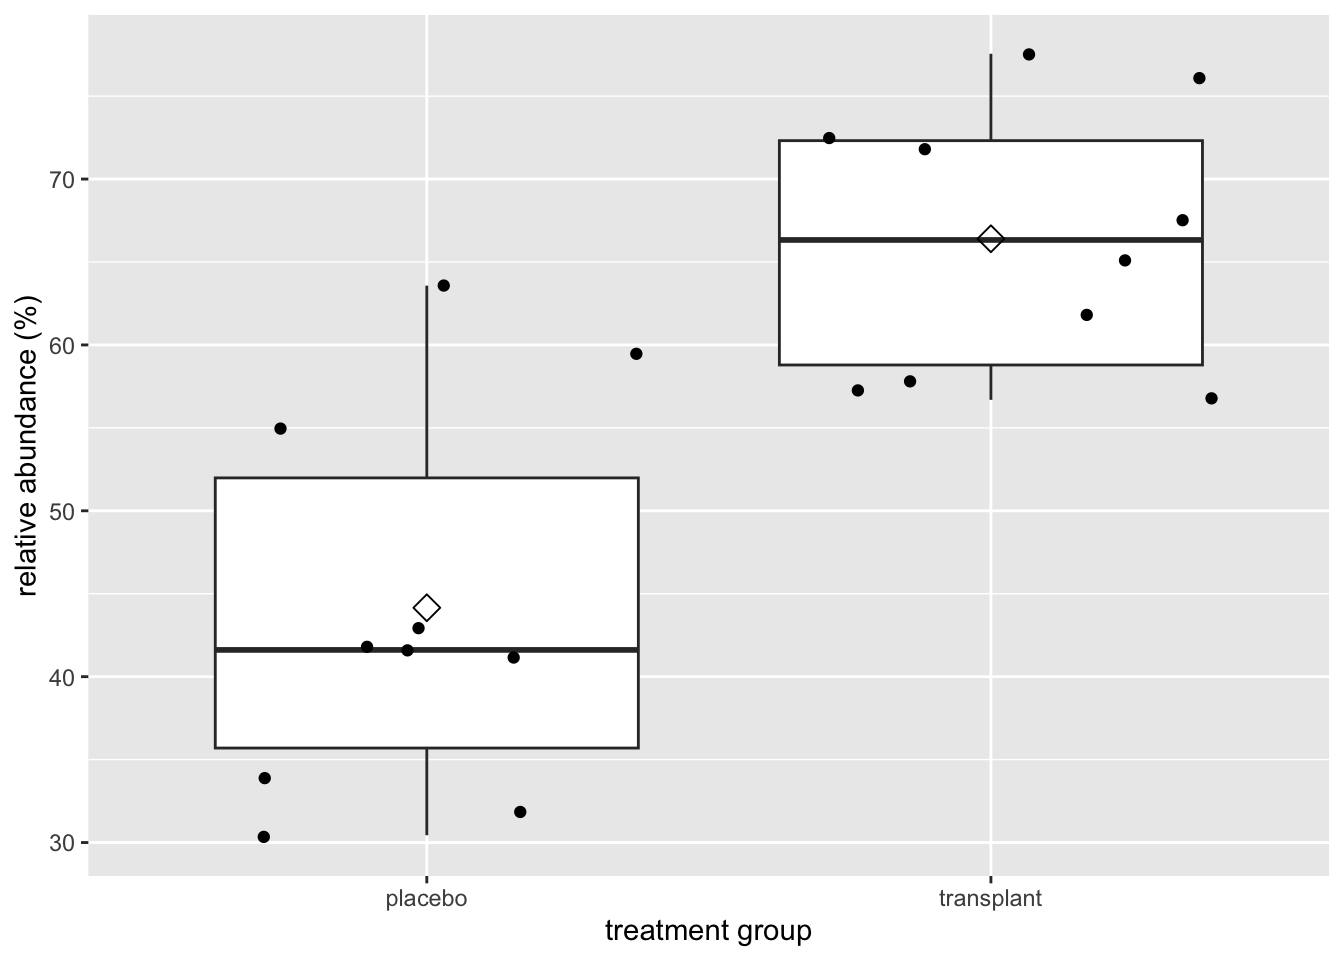 relative abundance (%)
70
60
50
40
30
placebo
transplant
treatment group